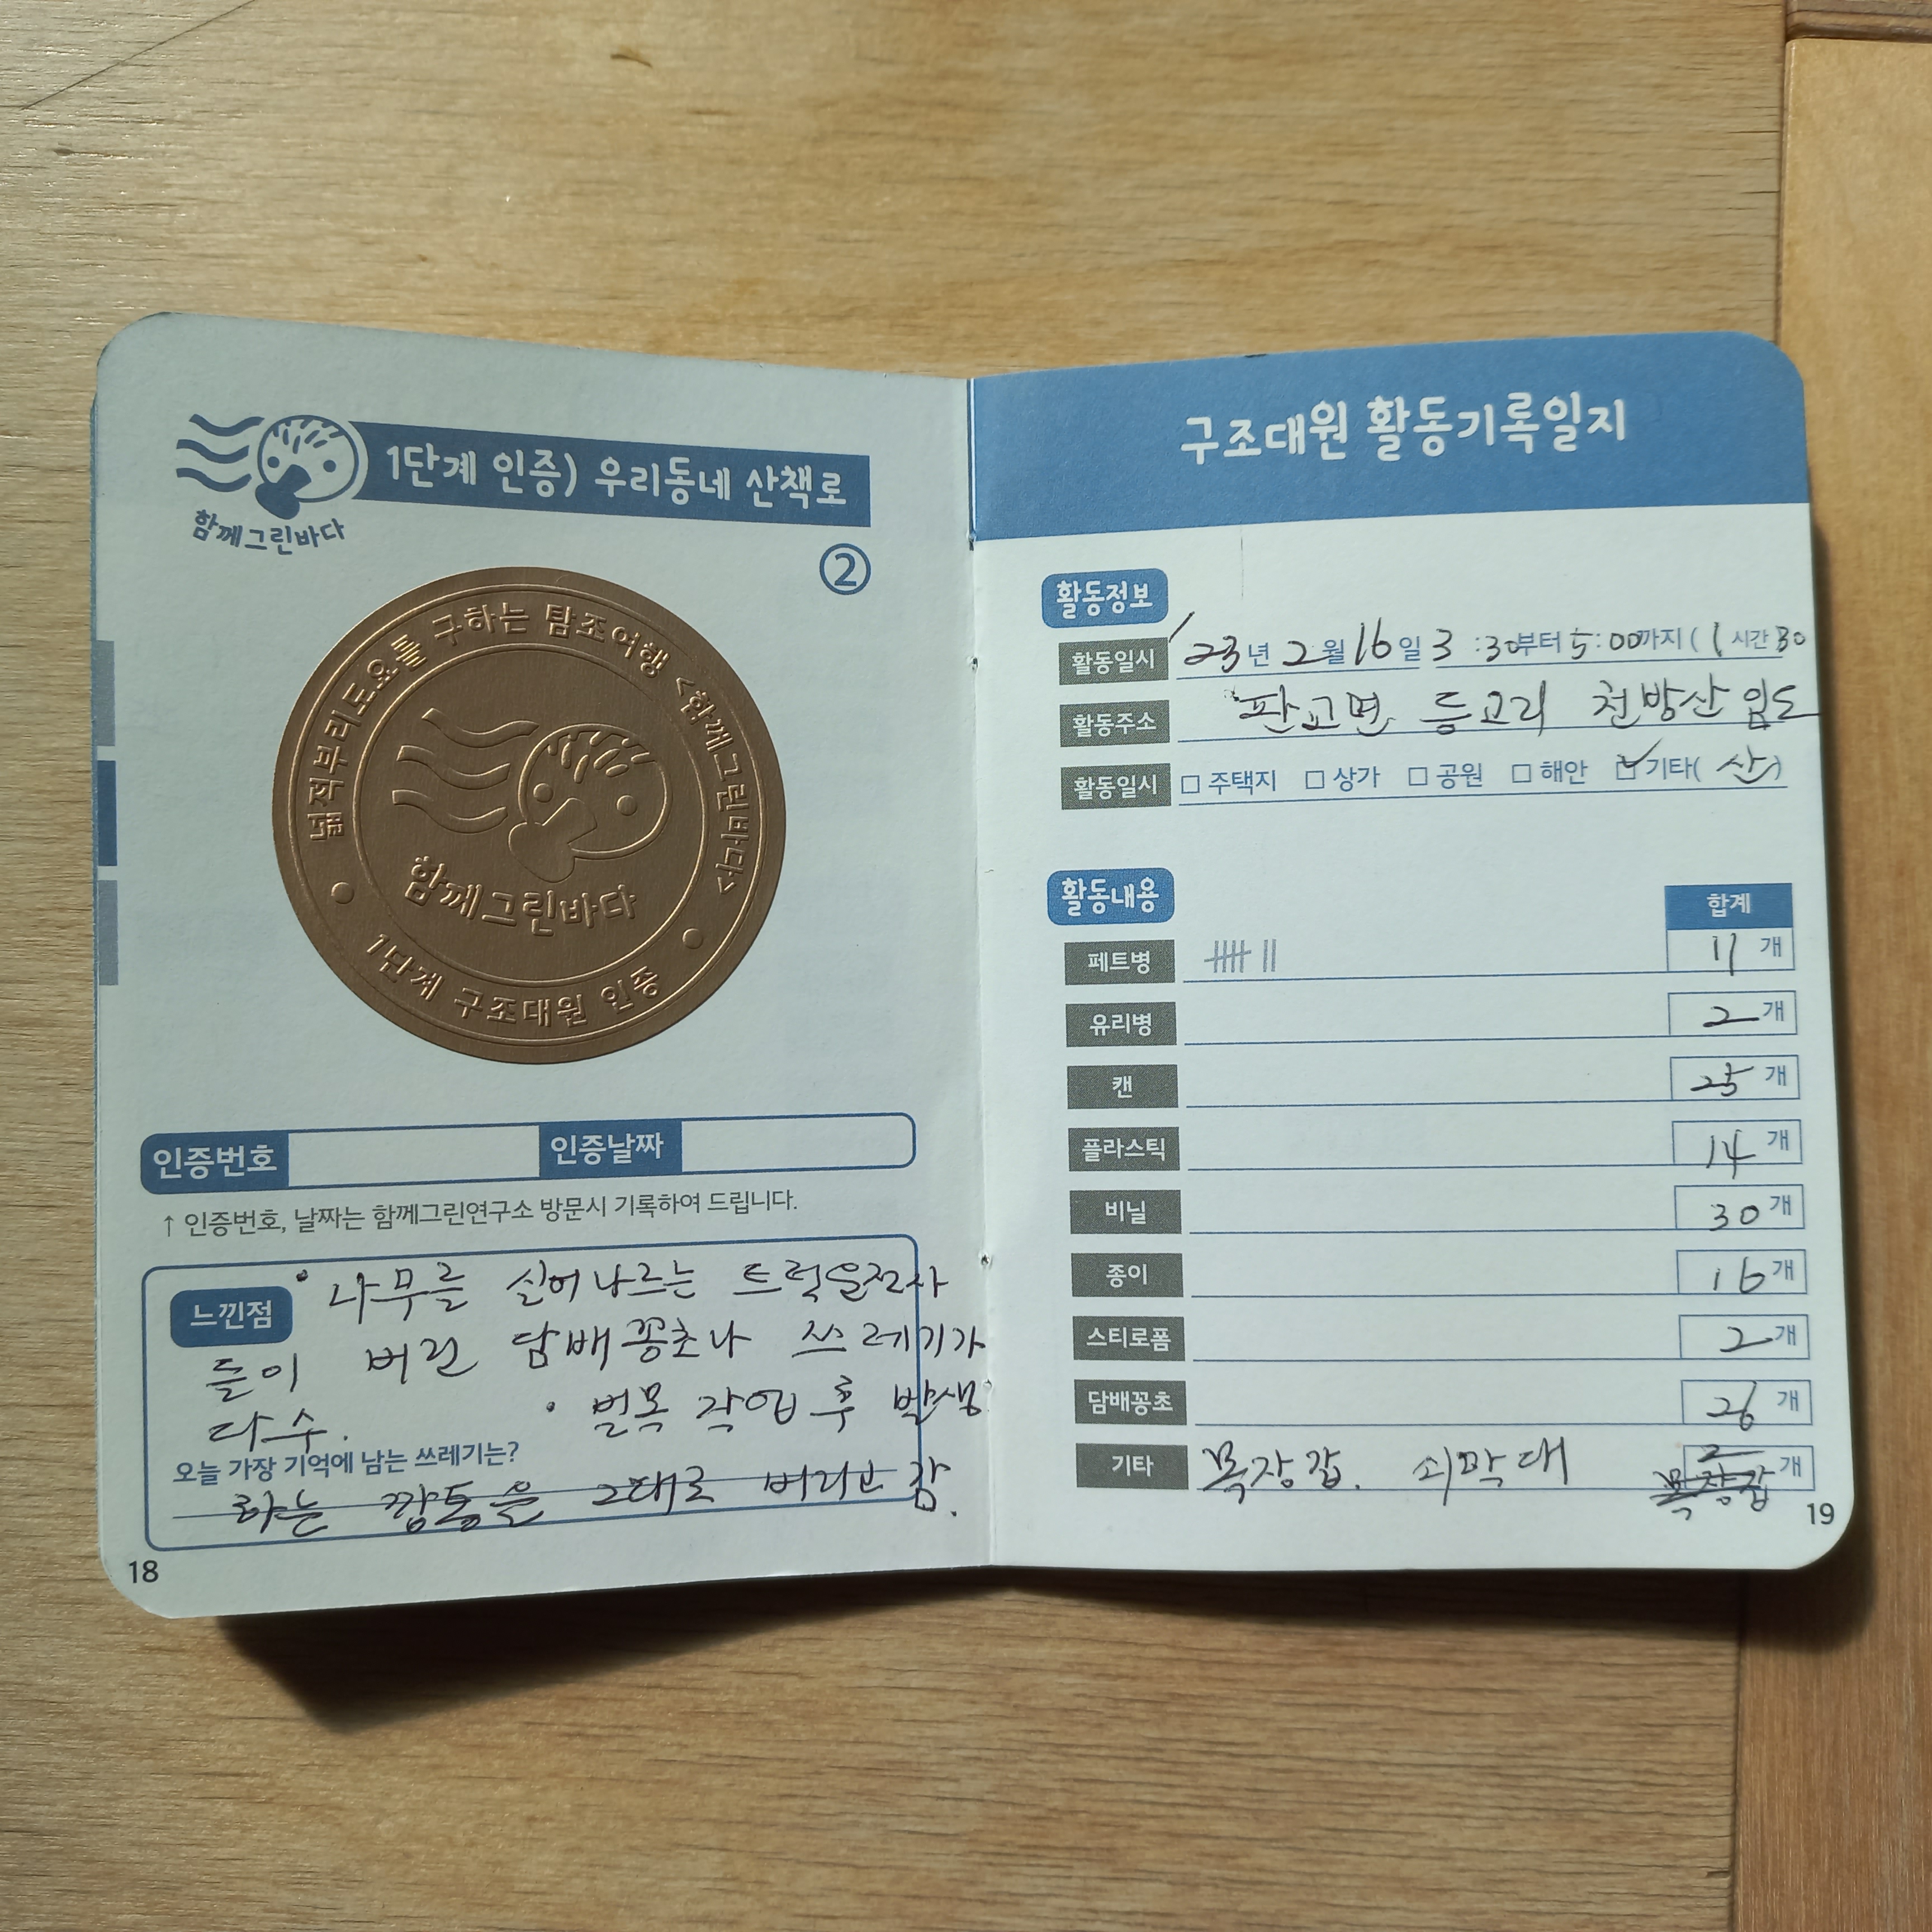 1단계 인증) 우리동네 산책로
함께그린바다
②
넓적부리도요를 구하는 탐조여행 <함께그린바다>
함께그린바다
1단계 구조대원 인증
인증번호 인증날짜
↑ 인증번호, 날짜는 함께그린연구소 방문시 기록하여 드립니다.
느낀점 • 나무를 실어나르는 트럭운전사
들이 버린 담배꽁초나 쓰레기가
다수. • 벌목 작업 후 발생
오늘 가장 기억에 남는 쓰레기는?
하는 깡통을 그대로 버리고 감.
18
구조대원 활동기록일지
활동정보
활동일시 '23년 2월 16일 3:30부터 5:00까지 (1시간 30
활동주소 판교면 등고리 천방산 임도
활동일시 □ 주택지 □ 상가 □ 공원 □ 해안 ☑ 기타( 산 )
활동내용 합계
페트병 11 개
유리병 2 개
캔 25 개
플라스틱 14 개
비닐 30 개
종이 16 개
스티로폼 2 개
담배꽁초 26 개
기타 목장갑. 쇠막대 2 개
목장갑
19